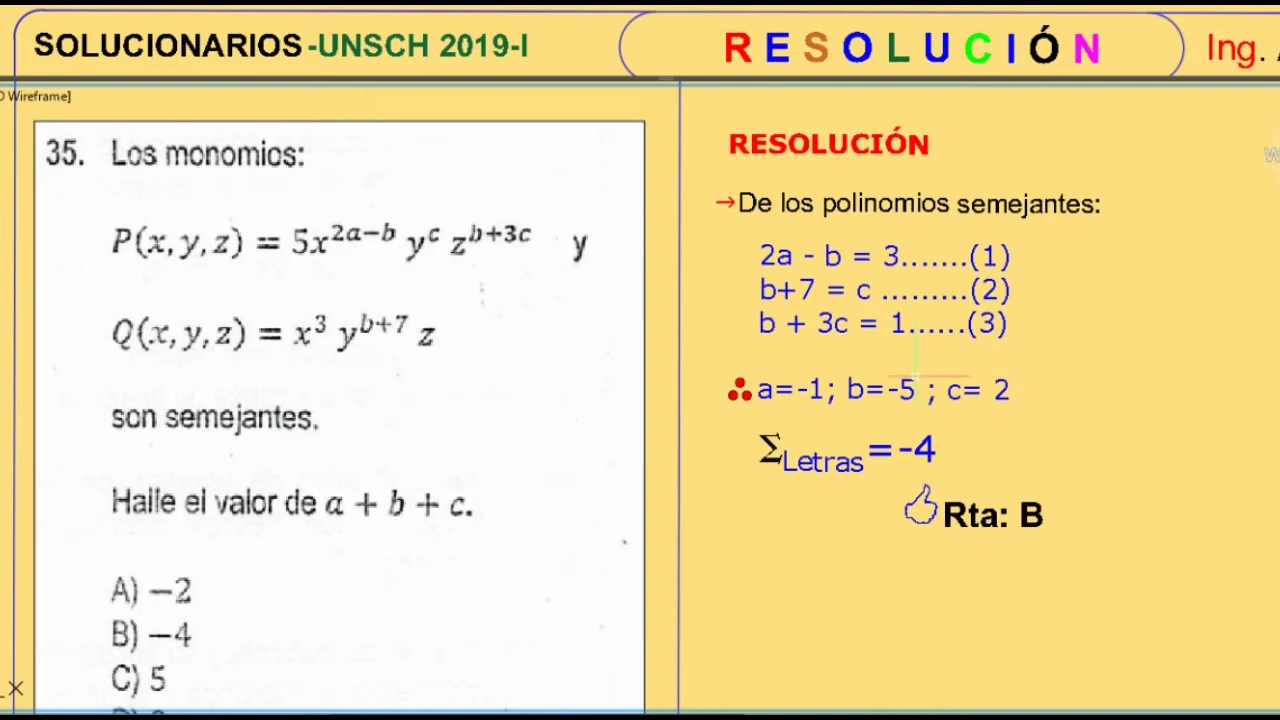 SOLUCIONARIOS-UNSCH 2019-I
RESOLUCIÓN
Ing.
Wireframe]
35. Los monomios:
P(x, y, z) = 5x^{2a-b} y^c z^{b+3c} y
Q(x, y, z) = x^3 y^{b+7} z
son semejantes.
Halle el valor de a + b + c.
A) -2
B) -4
C) 5
RESOLUCIÓN
→De los polinomios semejantes:
2a - b = 3.......(1)
b+7 = c .........(2)
b + 3c = 1......(3)
∴ a=-1; b=-5 ; c= 2
Σ Letras = -4
Rta: B